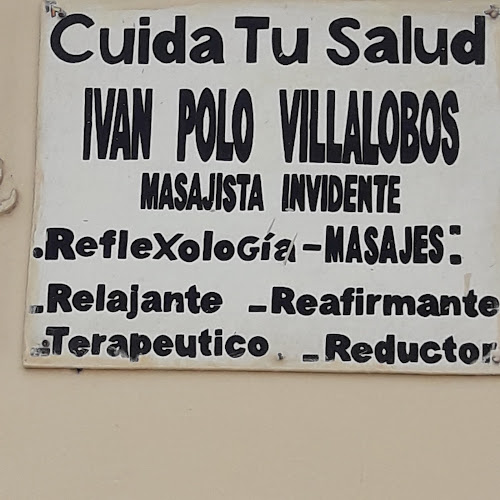 Cuida Tu Salud
IVAN POLO VILLALOBOS
MASAJISTA INVIDENTE
.RefleXoloGía-MASAJES:
-Relajante -Reafirmante
-Terapeutico -Reductor